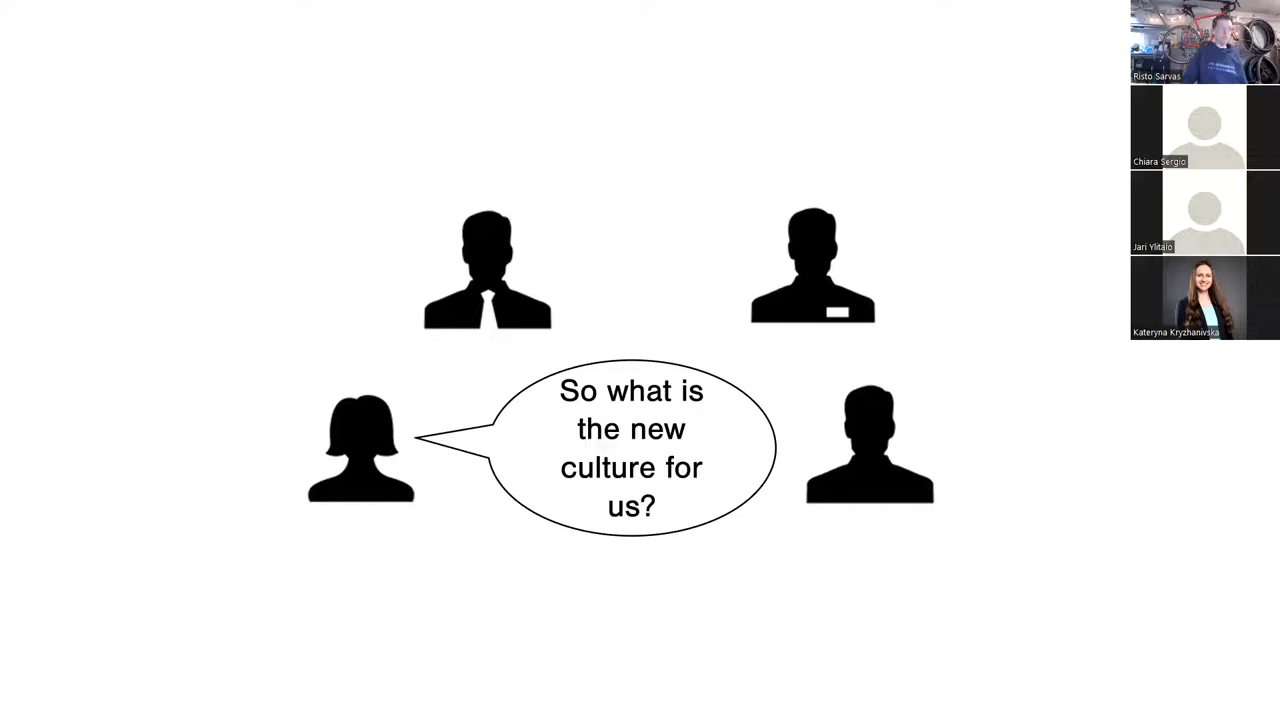 So what is
the new
culture for
us?
Risto Sarvas
Chiara Sergio
Jari Ylitalo
Kateryna Kryzhanivska